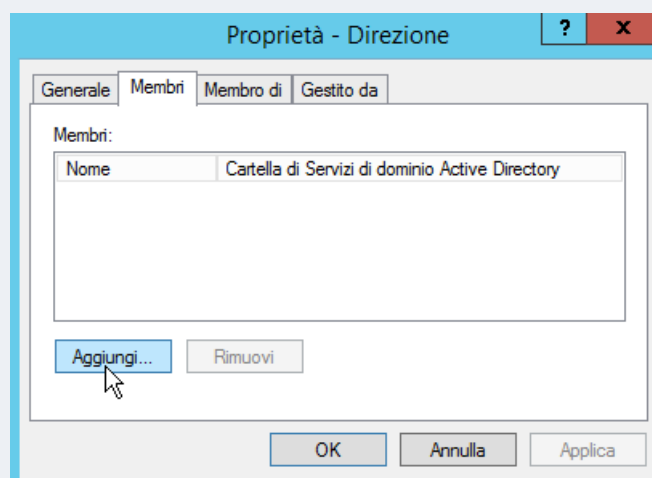 Proprietà - Direzione
? x
Generale Membri Membro di Gestito da
Membri:
Nome Cartella di Servizi di dominio Active Directory
Aggiungi... Rimuovi
OK Annulla Applica